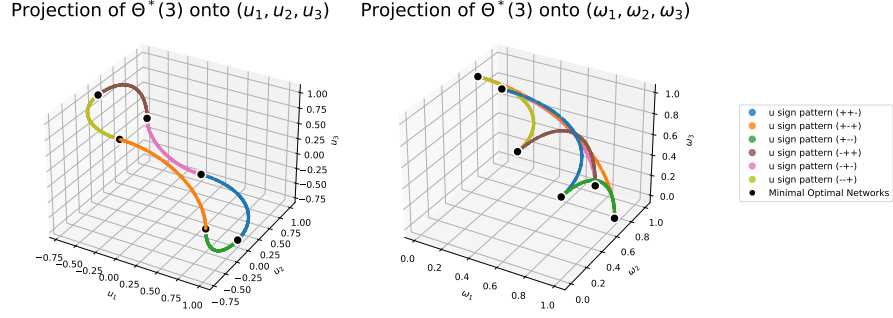 Projection of Θ*(3) onto (u₁, u₂, u₃)
1.00
0.75
0.50
0.25
0.00
−0.25
−0.50
−0.75
u₃
−0.75
−0.50
−0.25
0.00
0.25
0.50
0.75
1.00
u₁
−0.75
−0.50
−0.25
0.00
0.25
0.50
0.75
1.00
u₂
Projection of Θ*(3) onto (ω₁, ω₂, ω₃)
1.0
0.8
0.6
0.4
0.2
0.0
ω₃
0.0
0.2
0.4
0.6
0.8
1.0
ω₁
0.0
0.2
0.4
0.6
0.8
1.0
ω₂
u sign pattern (++-)
u sign pattern (+-+)
u sign pattern (+--)
u sign pattern (-++)
u sign pattern (-+-)
u sign pattern (--+)
Minimal Optimal Networks